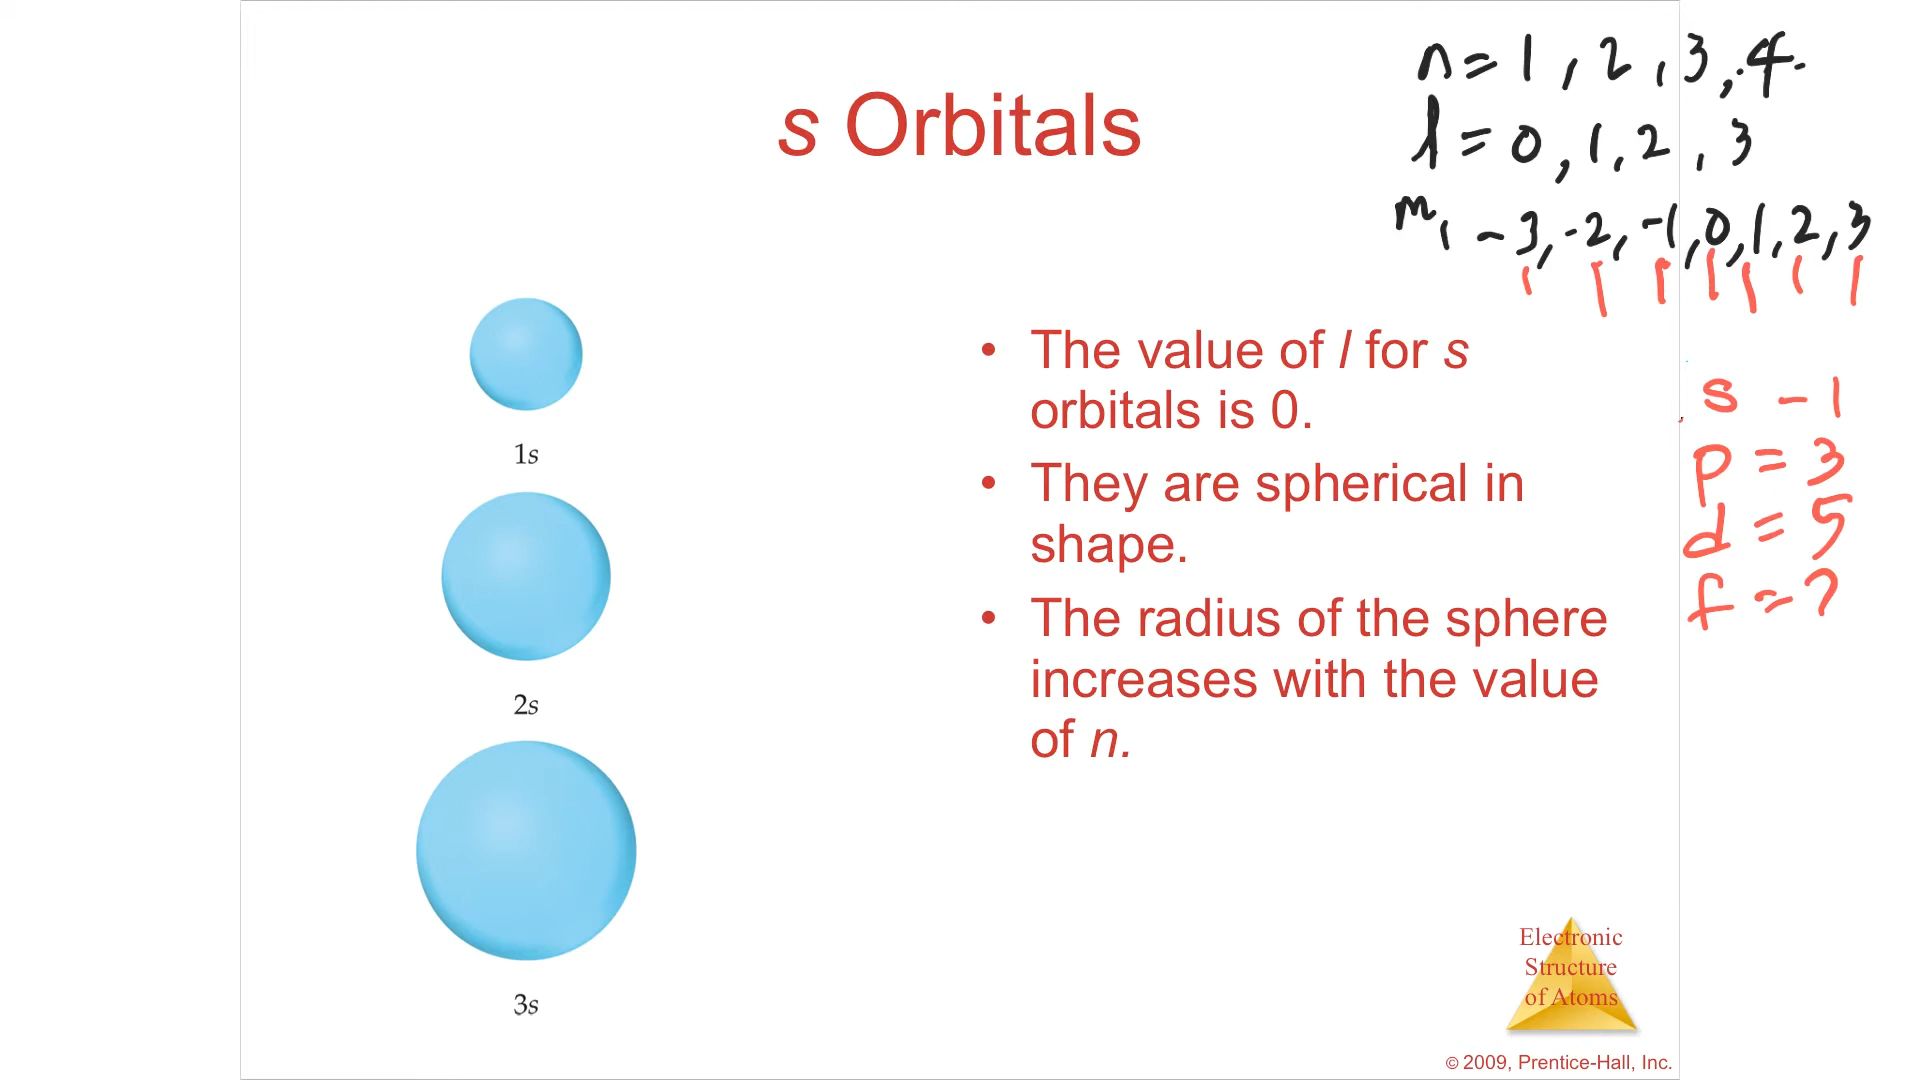 s Orbitals
n = 1, 2, 3, 4
l = 0, 1, 2, 3
ml -3, -2, -1, 0, 1, 2, 3
1s
2s
3s
• The value of l for s
orbitals is 0.
• They are spherical in
shape.
• The radius of the sphere
increases with the value
of n.
s - 1
p = 3
d = 5
f = 7
Electronic
Structure
of Atoms
© 2009, Prentice-Hall, Inc.